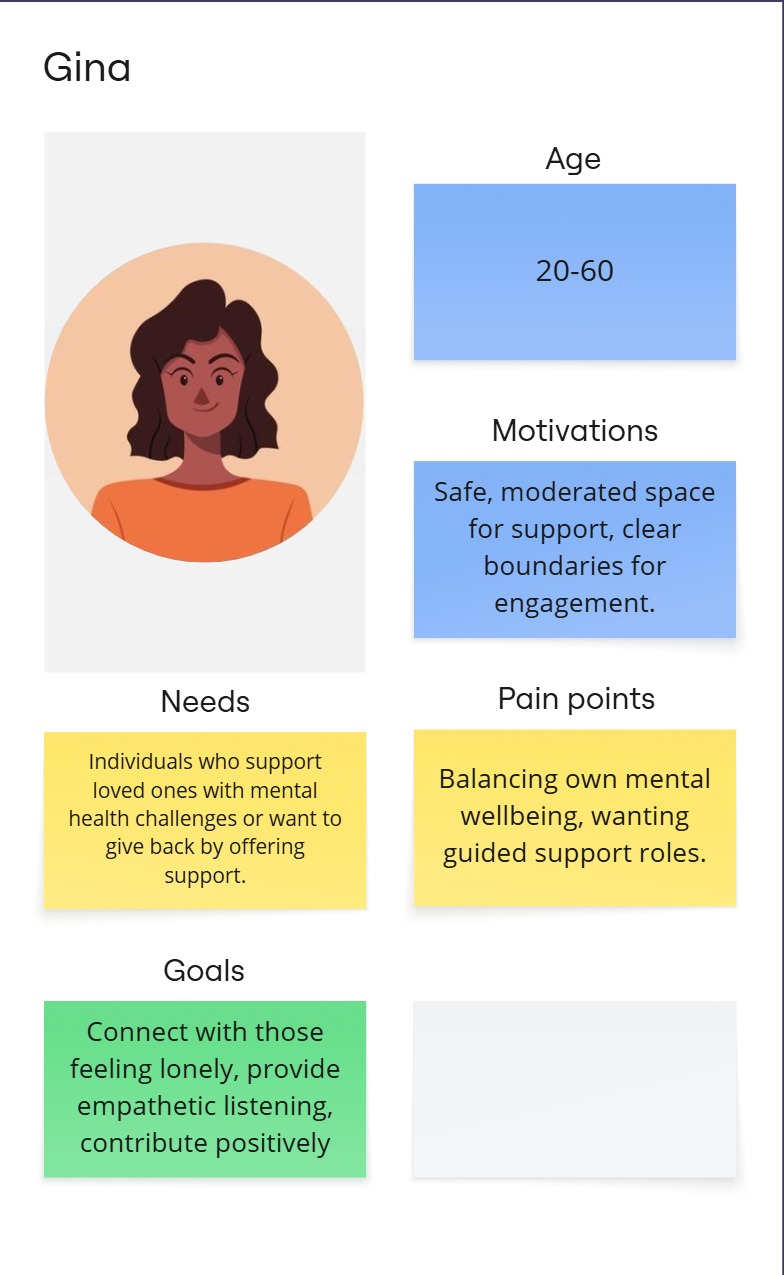 Gina
Age
20-60
Motivations
Safe, moderated space
for support, clear
boundaries for
engagement.
Needs
Individuals who support
loved ones with mental
health challenges or want to
give back by offering
support.
Pain points
Balancing own mental
wellbeing, wanting
guided support roles.
Goals
Connect with those
feeling lonely, provide
empathetic listening,
contribute positively